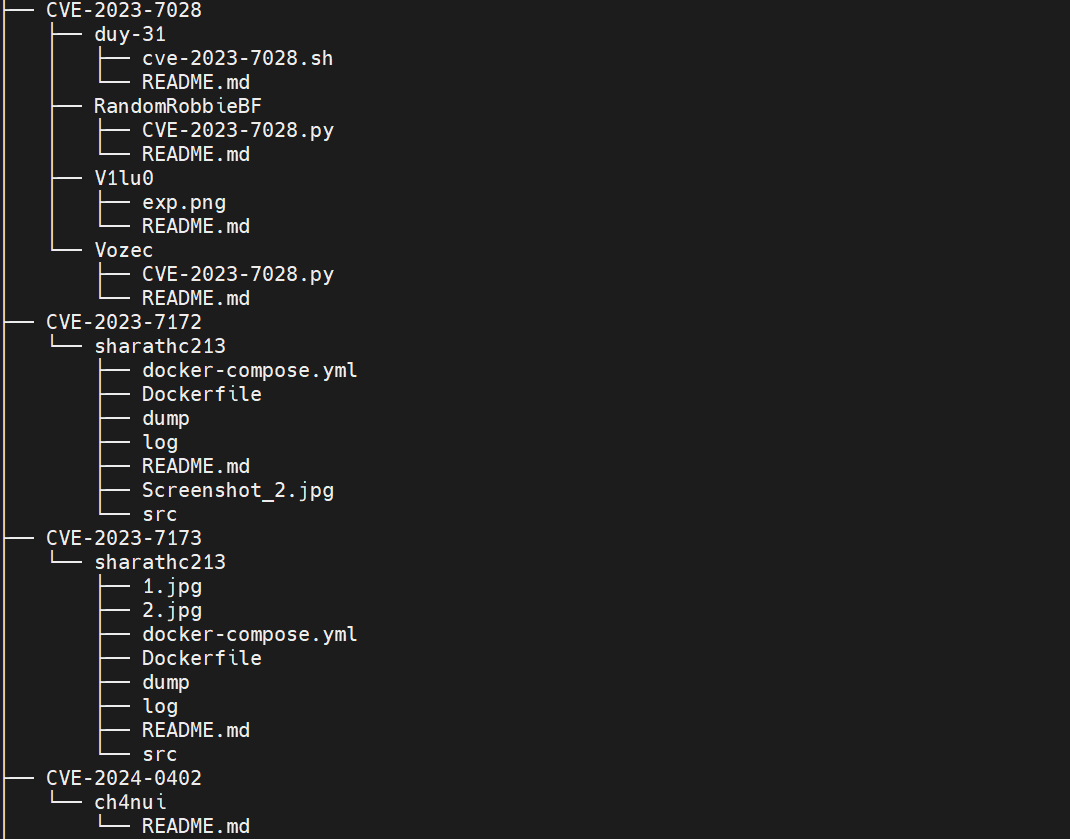 ├── CVE-2023-7028
│   ├── duy-31
│   │   ├── cve-2023-7028.sh
│   │   └── README.md
│   ├── RandomRobbieBF
│   │   ├── CVE-2023-7028.py
│   │   └── README.md
│   ├── V1lu0
│   │   ├── exp.png
│   │   └── README.md
│   └── Vozec
│       ├── CVE-2023-7028.py
│       └── README.md
├── CVE-2023-7172
│   └── sharathc213
│       ├── docker-compose.yml
│       ├── Dockerfile
│       ├── dump
│       ├── log
│       ├── README.md
│       ├── Screenshot_2.jpg
│       └── src
├── CVE-2023-7173
│   └── sharathc213
│       ├── 1.jpg
│       ├── 2.jpg
│       ├── docker-compose.yml
│       ├── Dockerfile
│       ├── dump
│       ├── log
│       ├── README.md
│       └── src
├── CVE-2024-0402
│   └── ch4nui
│       └── README.md